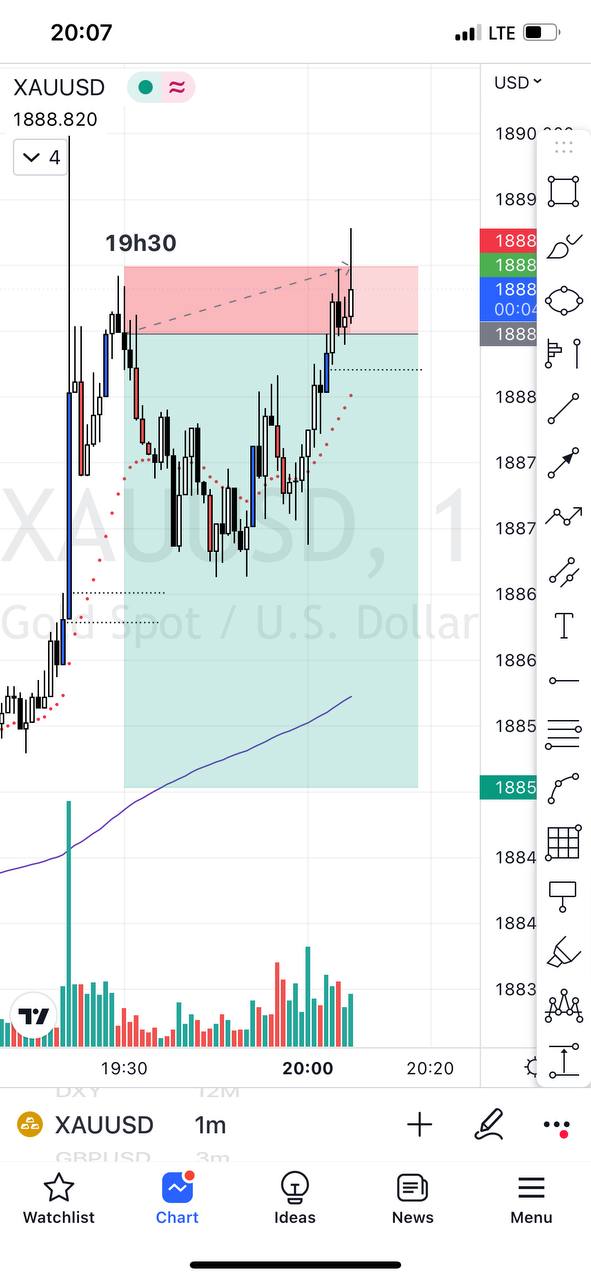 20:07
LTE
XAUUSD
USD
1888.820
1890
4
1889
19h30
1888
1888
1888
00:04
1888
1888
1887
XAUUSD, 1
1887
1886
Gold Spot / U.S. Dollar
1886
1885
1885
1884
1884
1883
19:30
20:00
20:20
DXY
12M
XAUUSD
1m
GBPUSD
3m
Watchlist
Chart
Ideas
News
Menu